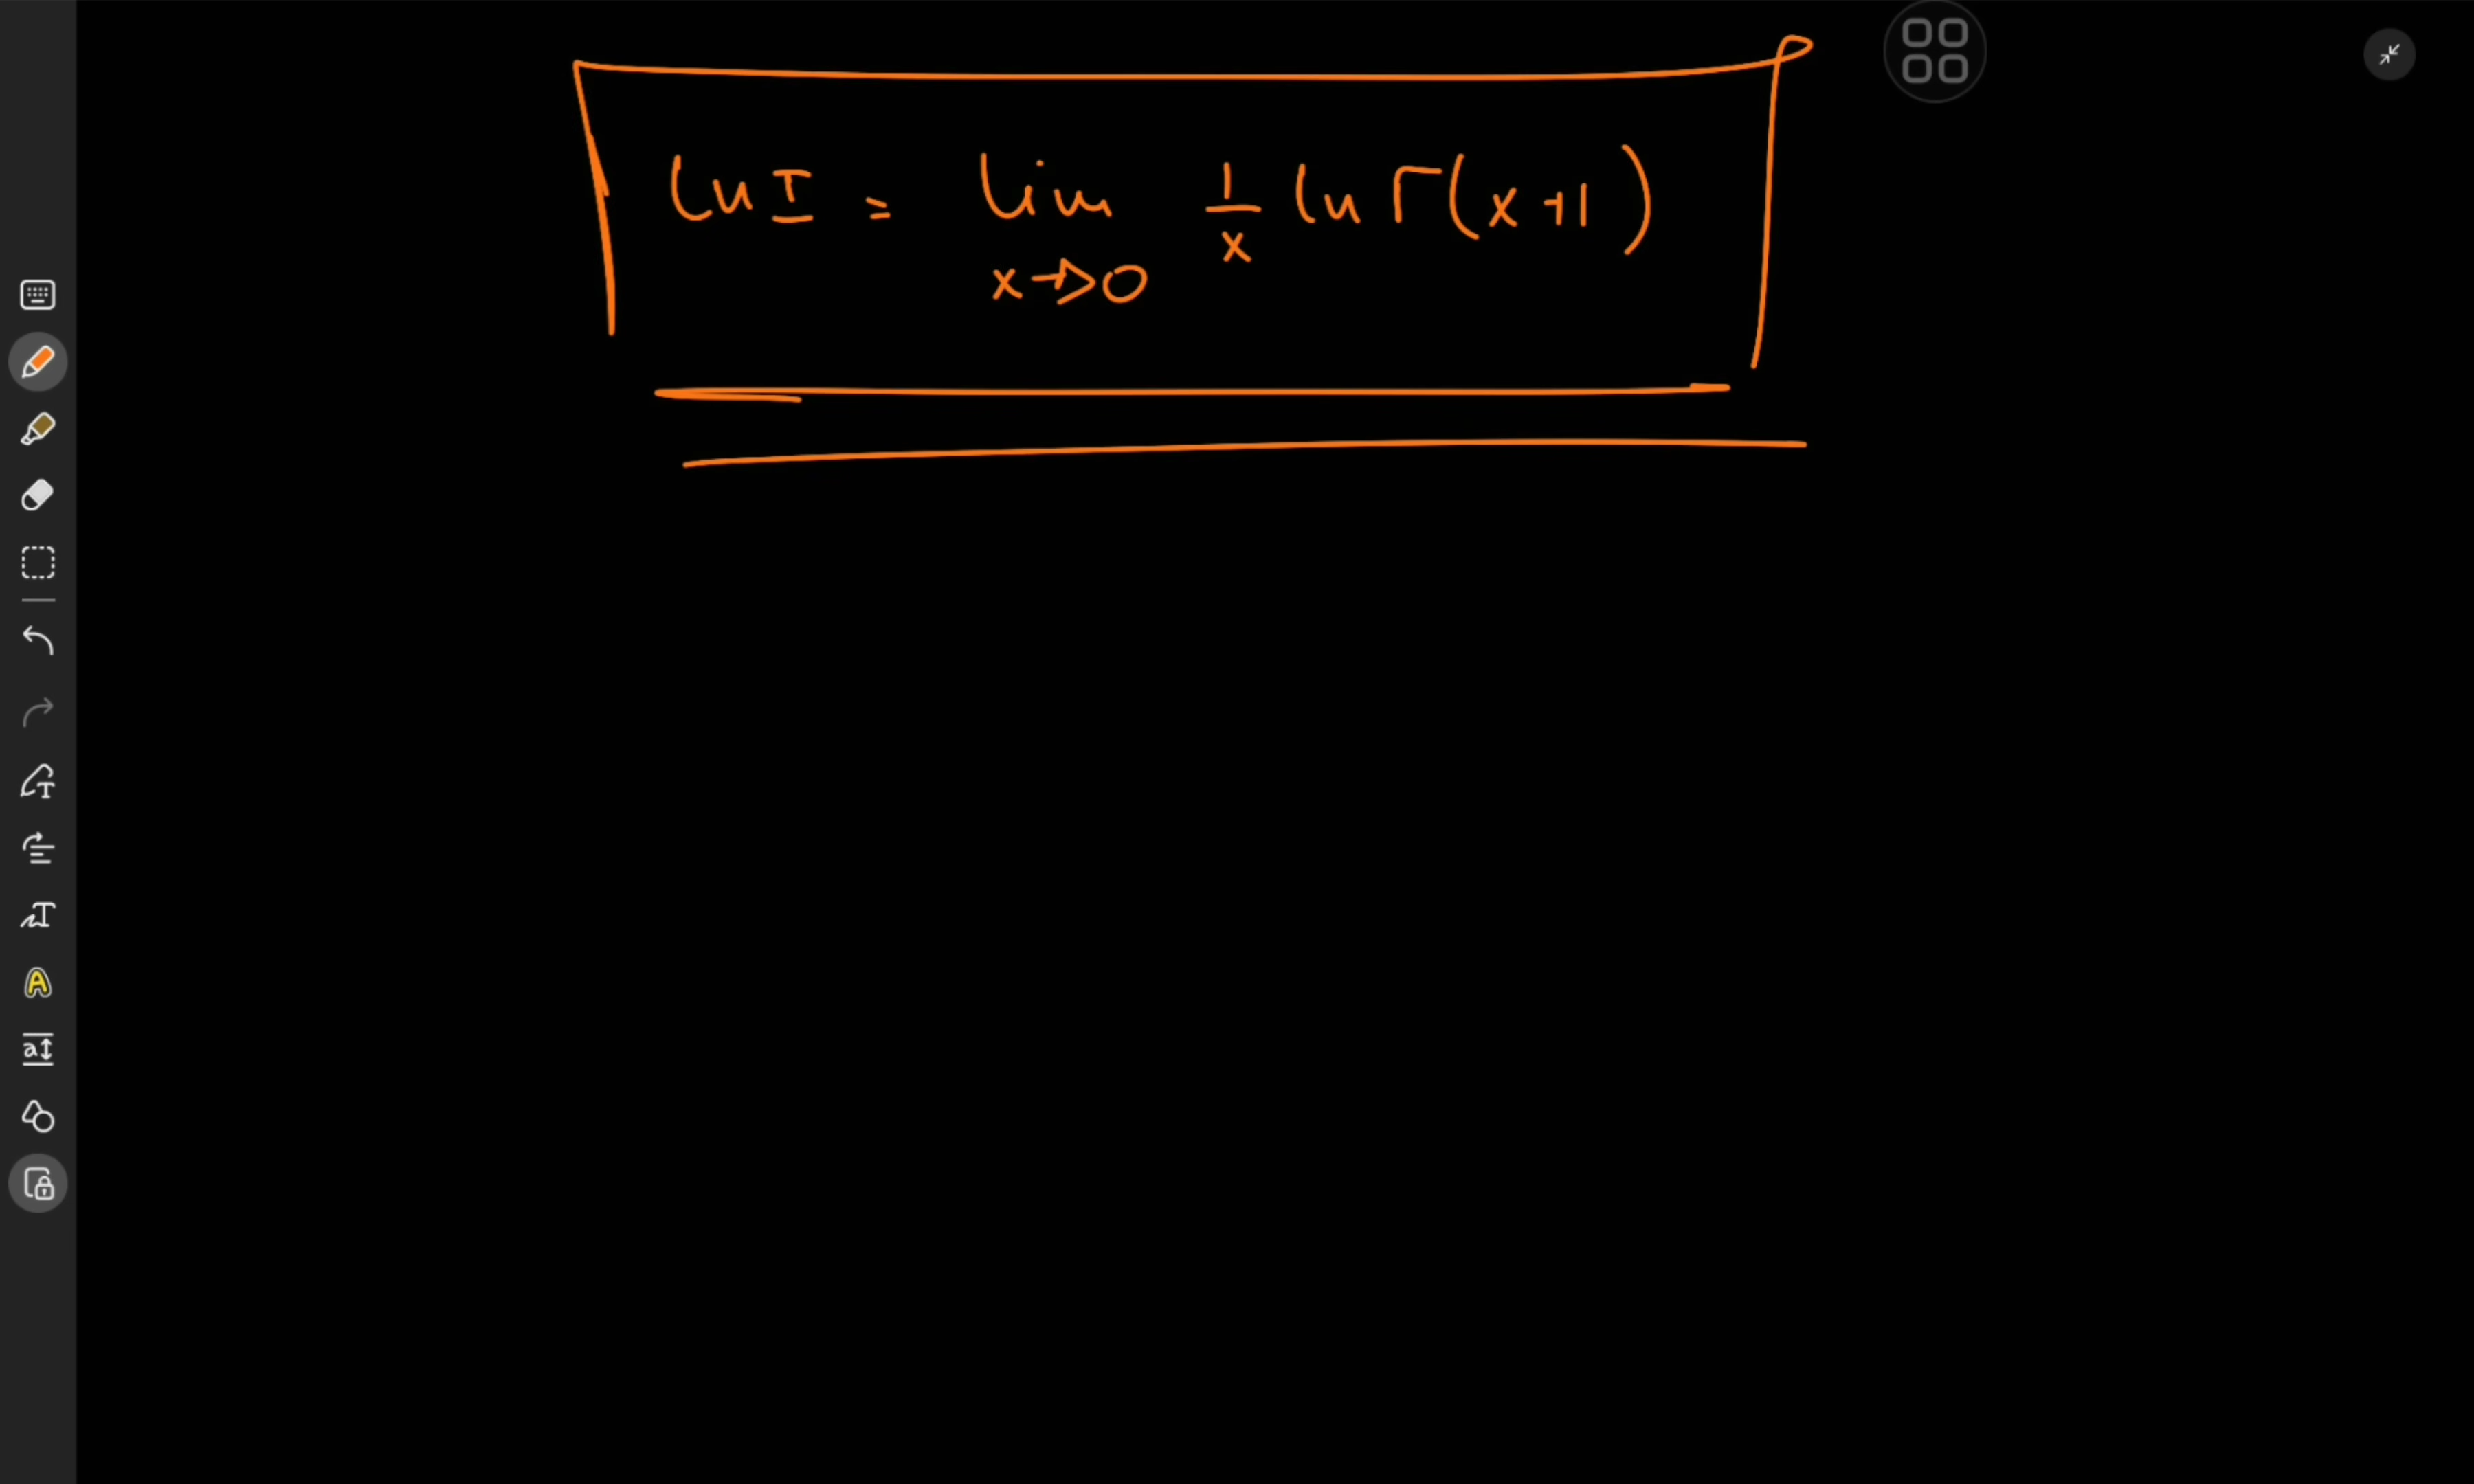 ln I = lim 1/x ln Γ(x+1)
x→0